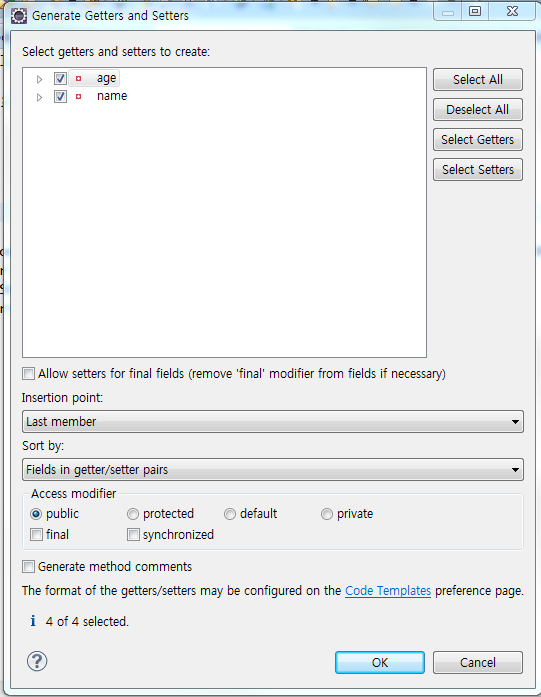 Generate Getters and Setters
Select getters and setters to create:
age
name
Select All
Deselect All
Select Getters
Select Setters
Allow setters for final fields (remove 'final' modifier from fields if necessary)
Insertion point:
Last member
Sort by:
Fields in getter/setter pairs
Access modifier
public protected default private
final synchronized
Generate method comments
The format of the getters/setters may be configured on the Code Templates preference page.
i 4 of 4 selected.
? OK Cancel